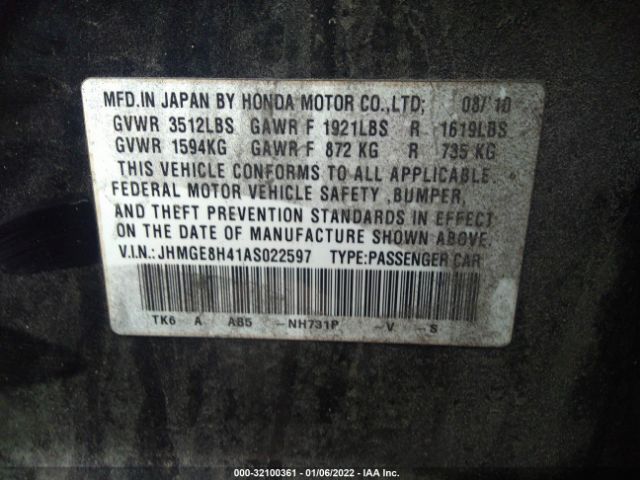 MFD.IN JAPAN BY HONDA MOTOR CO.,LTD; 08/10
GVWR 3512LBS GAWR F 1921LBS R 1619LBS
GVWR 1594KG GAWR F 872 KG R 735 KG
THIS VEHICLE CONFORMS TO ALL APPLICABLE
FEDERAL MOTOR VEHICLE SAFETY ,BUMPER,
AND THEFT PREVENTION STANDARDS IN EFFECT
ON THE DATE OF MANUFACTURE SHOWN ABOVE.
V.I.N.: JHMGE8H41AS022597 TYPE:PASSENGER CAR
TK6 A AB5 -NH731P -V -S
000-32100361 - 01/06/2022 - IAA Inc.